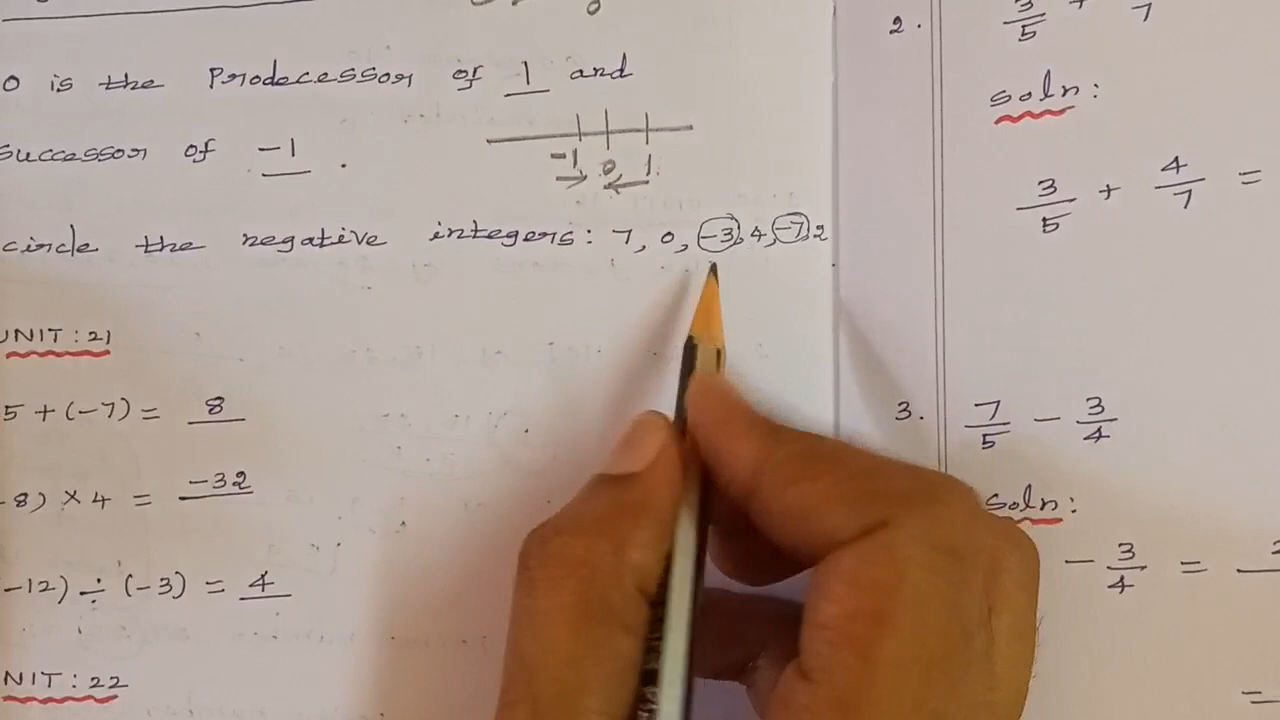 0 is the Prodecessor of 1 and
successor of -1 .
-1 0 1
circle the negative integers: 7, 0, -3, 4, -7, 2
UNIT: 21
5 + (-7) = 8
8) × 4 = -32
-12) ÷ (-3) = 4
NIT: 22
2. 3/5 + 7
Soln:
3/5 + 4/7 =
3. 7/5 - 3/4
Soln:
- 3/4 =
=